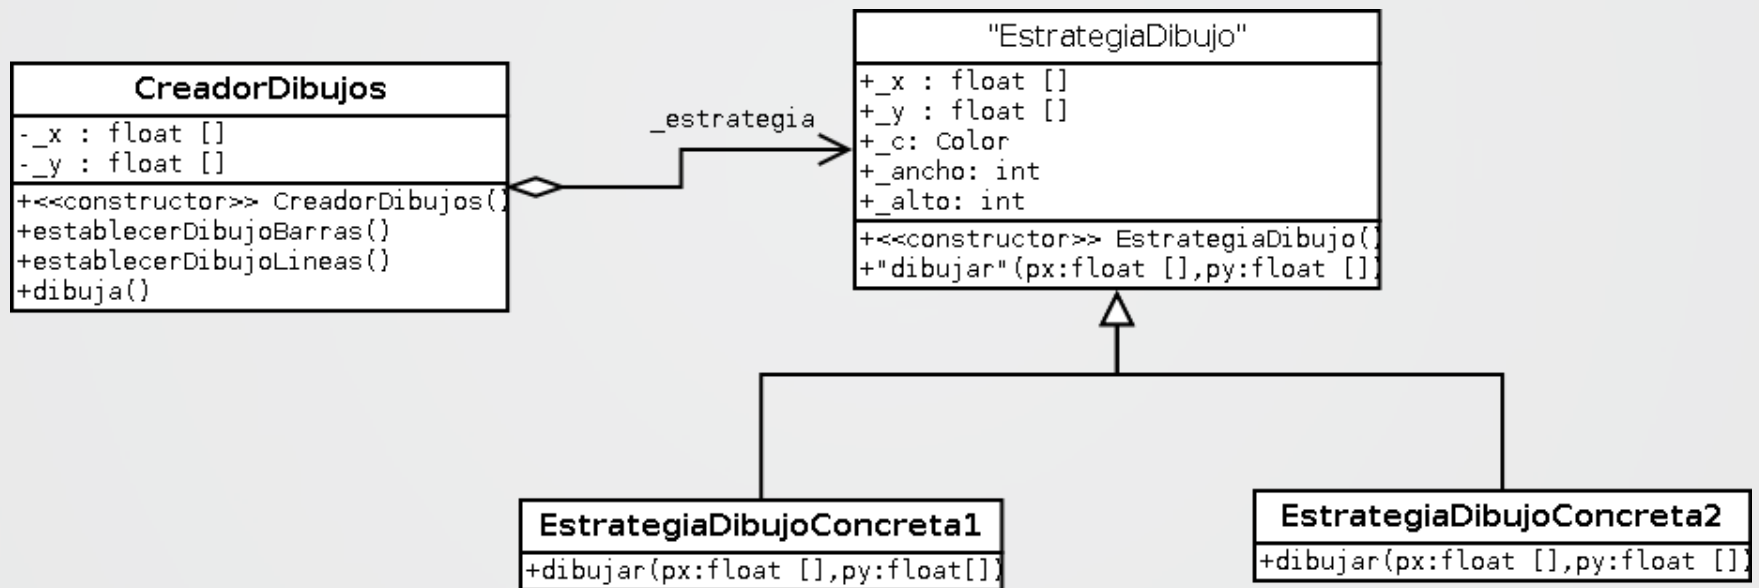 CreadorDibujos
-_x : float []
-_y : float []
+<<constructor>> CreadorDibujos()
+establecerDibujoBarras()
+establecerDibujoLineas()
+dibuja()
_estrategia
"EstrategiaDibujo"
+_x : float []
+_y : float []
+_c: Color
+_ancho: int
+_alto: int
+<<constructor>> EstrategiaDibujo()
+"dibujar"(px:float [],py:float [])
EstrategiaDibujoConcreta1
+dibujar(px:float [],py:float[])
EstrategiaDibujoConcreta2
+dibujar(px:float [],py:float [])